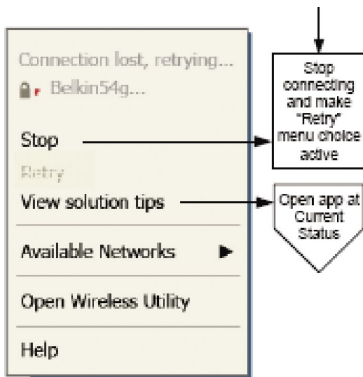 Connection lost, retrying...
Belkin54g...
Stop
Retry
View solution tips
Available Networks
Open Wireless Utility
Help
Stop
connecting
and make
"Retry"
menu choice
active
Open app at
Current
Status